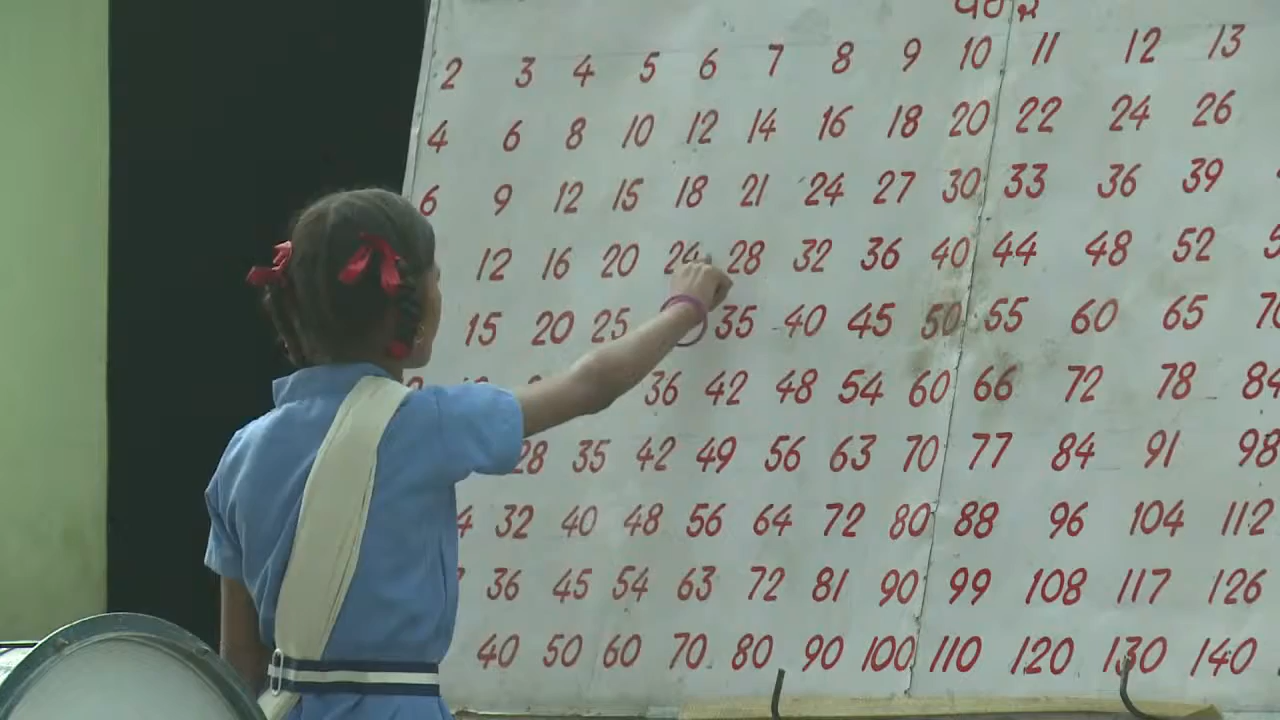 2 3 4 5 6 7 8 9 10 11 12 13
4 6 8 10 12 14 16 18 20 22 24 26
6 9 12 15 18 21 24 27 30 33 36 39
12 16 20 24 28 32 36 40 44 48 52
15 20 25 35 40 45 50 55 60 65
36 42 48 54 60 66 72 78 84
28 35 42 49 56 63 70 77 84 91 98
32 40 48 56 64 72 80 88 96 104 112
36 45 54 63 72 81 90 99 108 117 126
40 50 60 70 80 90 100 110 120 130 140